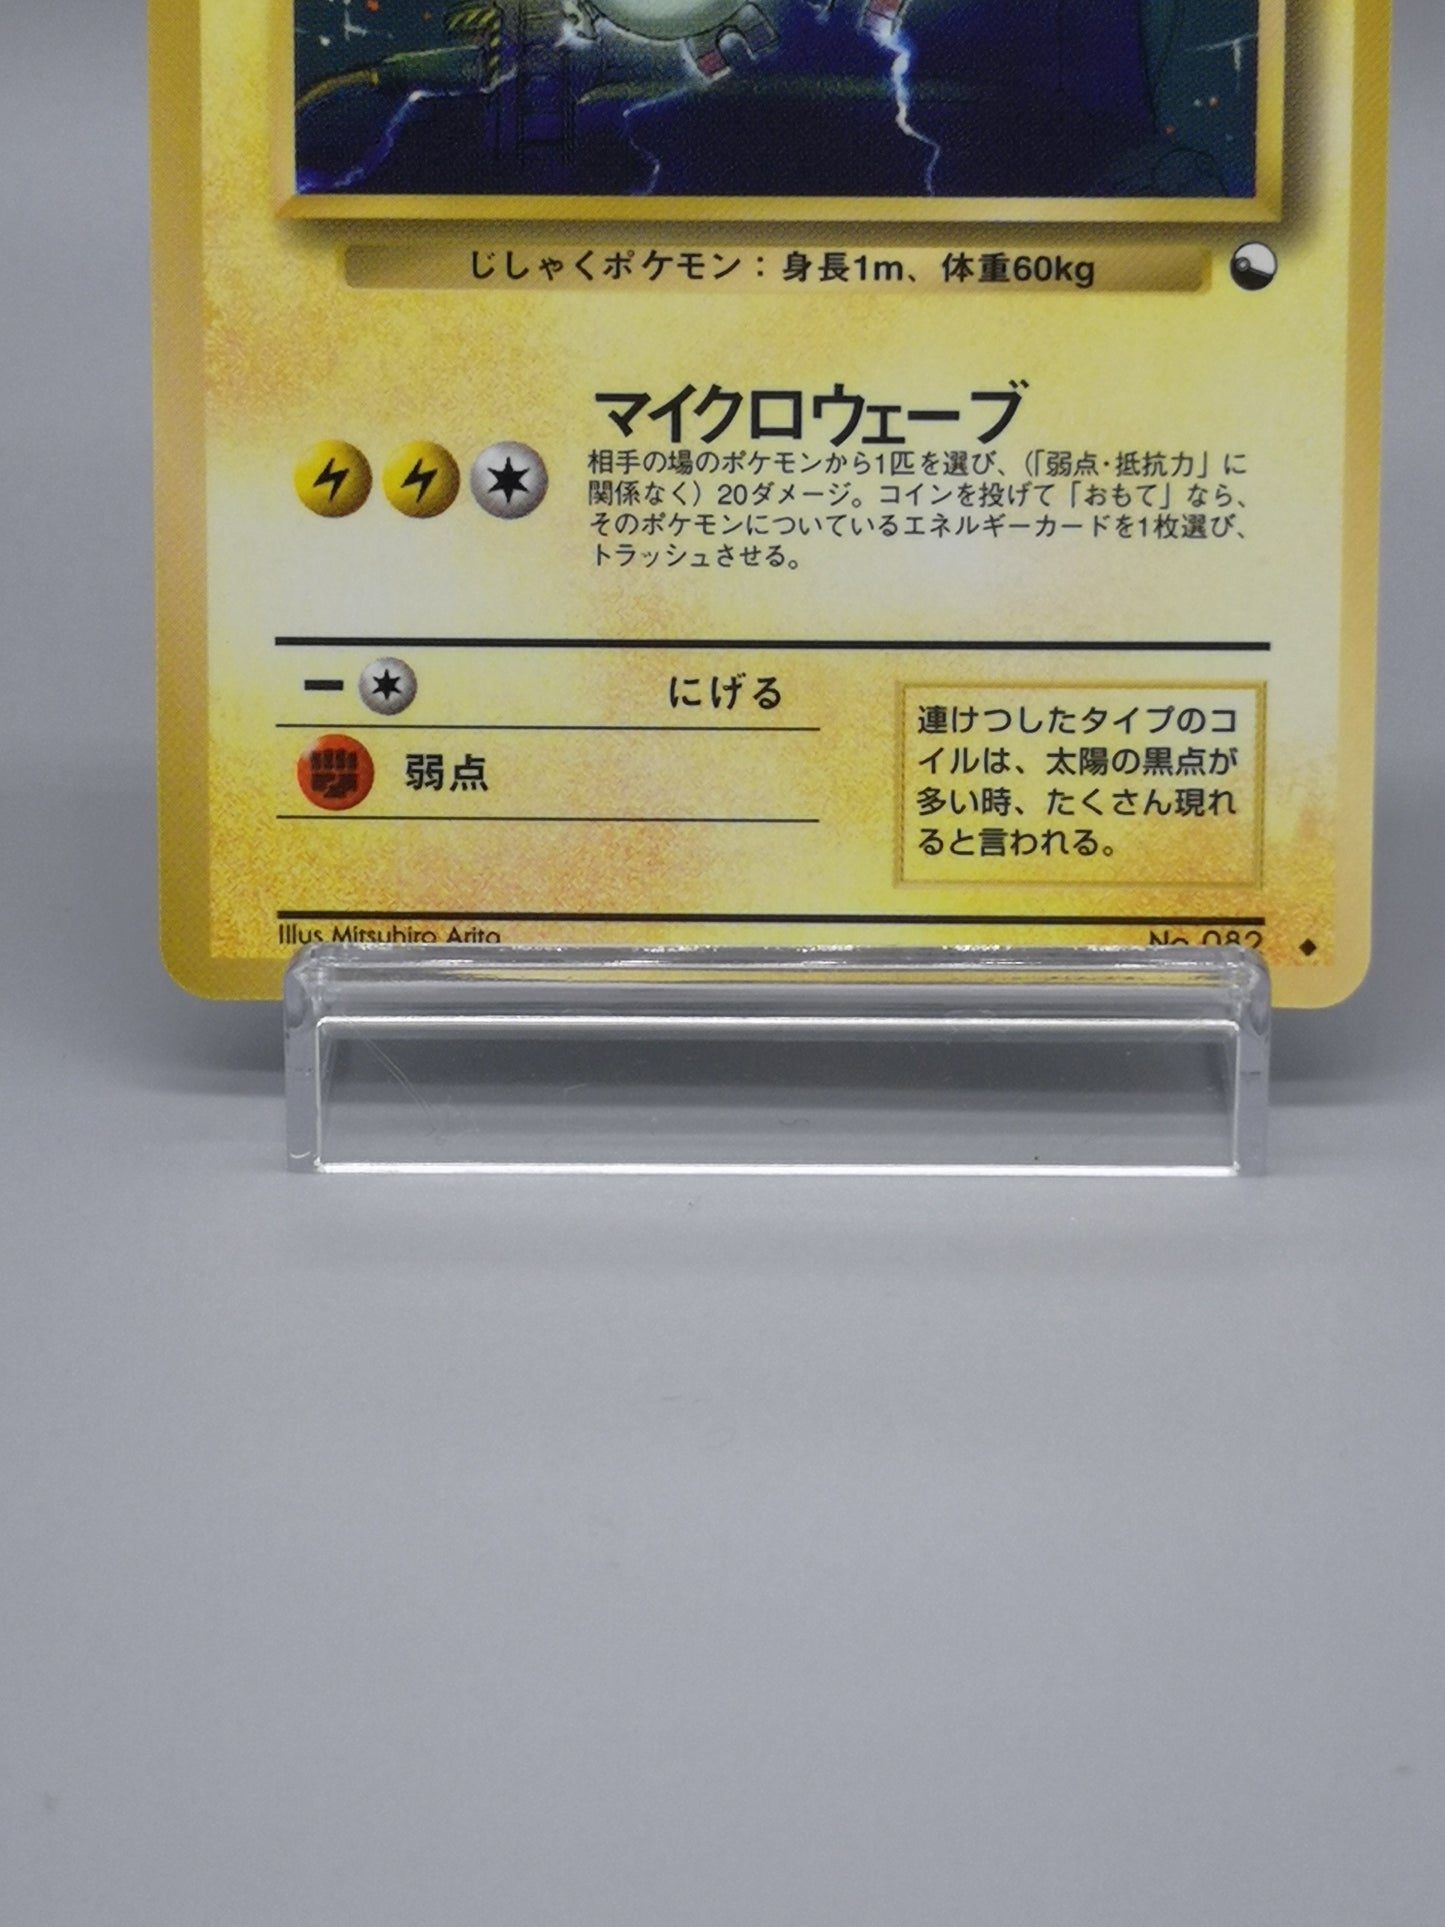 じしゃくポケモン：身長1m、体重60kg
マイクロウェーブ
相手の場のポケモンから1匹を選び、（「弱点・抵抗力」に
関係なく）20ダメージ。コインを投げて「おもて」なら、
そのポケモンについているエネルギーカードを1枚選び、
トラッシュさせる。
にげる
弱点
連けつしたタイプのコ
イルは、太陽の黒点が
多い時、たくさん現れ
ると言われる。
Illus Mitsuhiro Arita
No 082